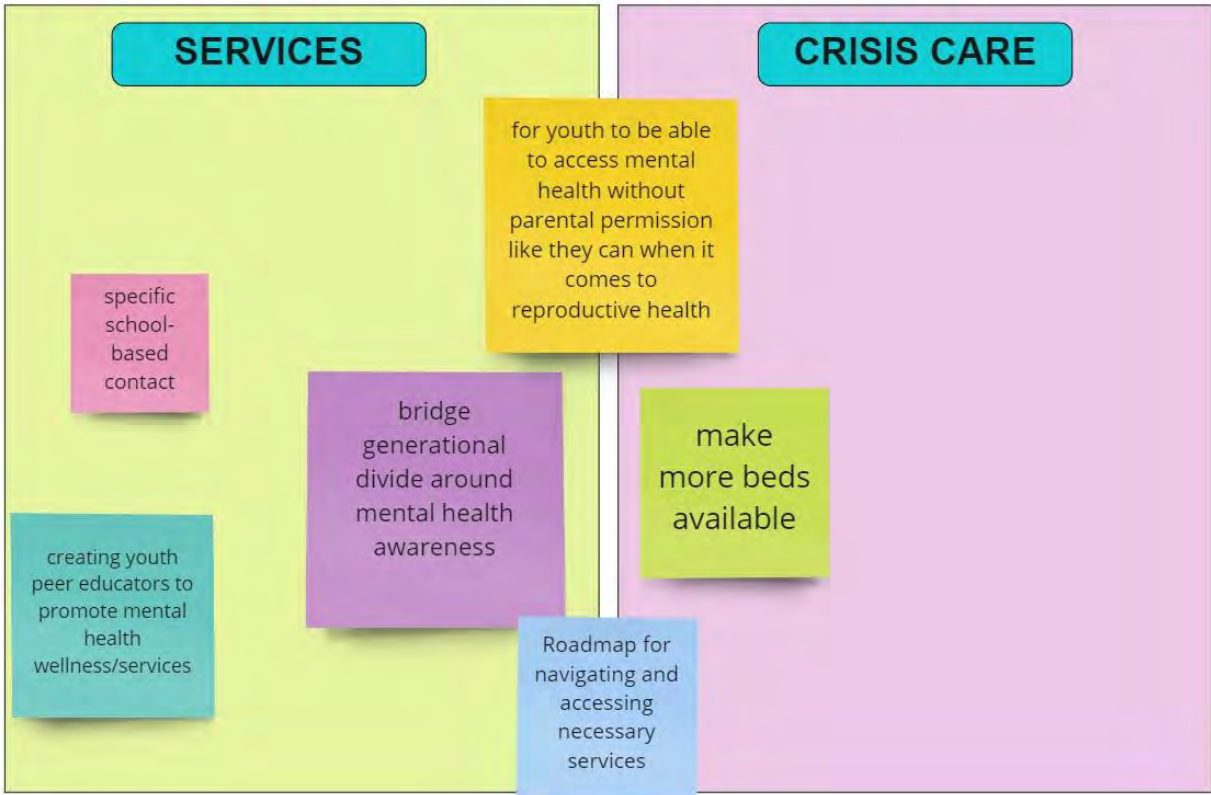 SERVICES
CRISIS CARE
for youth to be able
to access mental
health without
parental permission
like they can when it
comes to
reproductive health
specific
school-
based
contact
bridge
generational
divide around
mental health
awareness
make
more beds
available
creating youth
peer educators to
promote mental
health
wellness/services
Roadmap for
navigating and
accessing
necessary
services